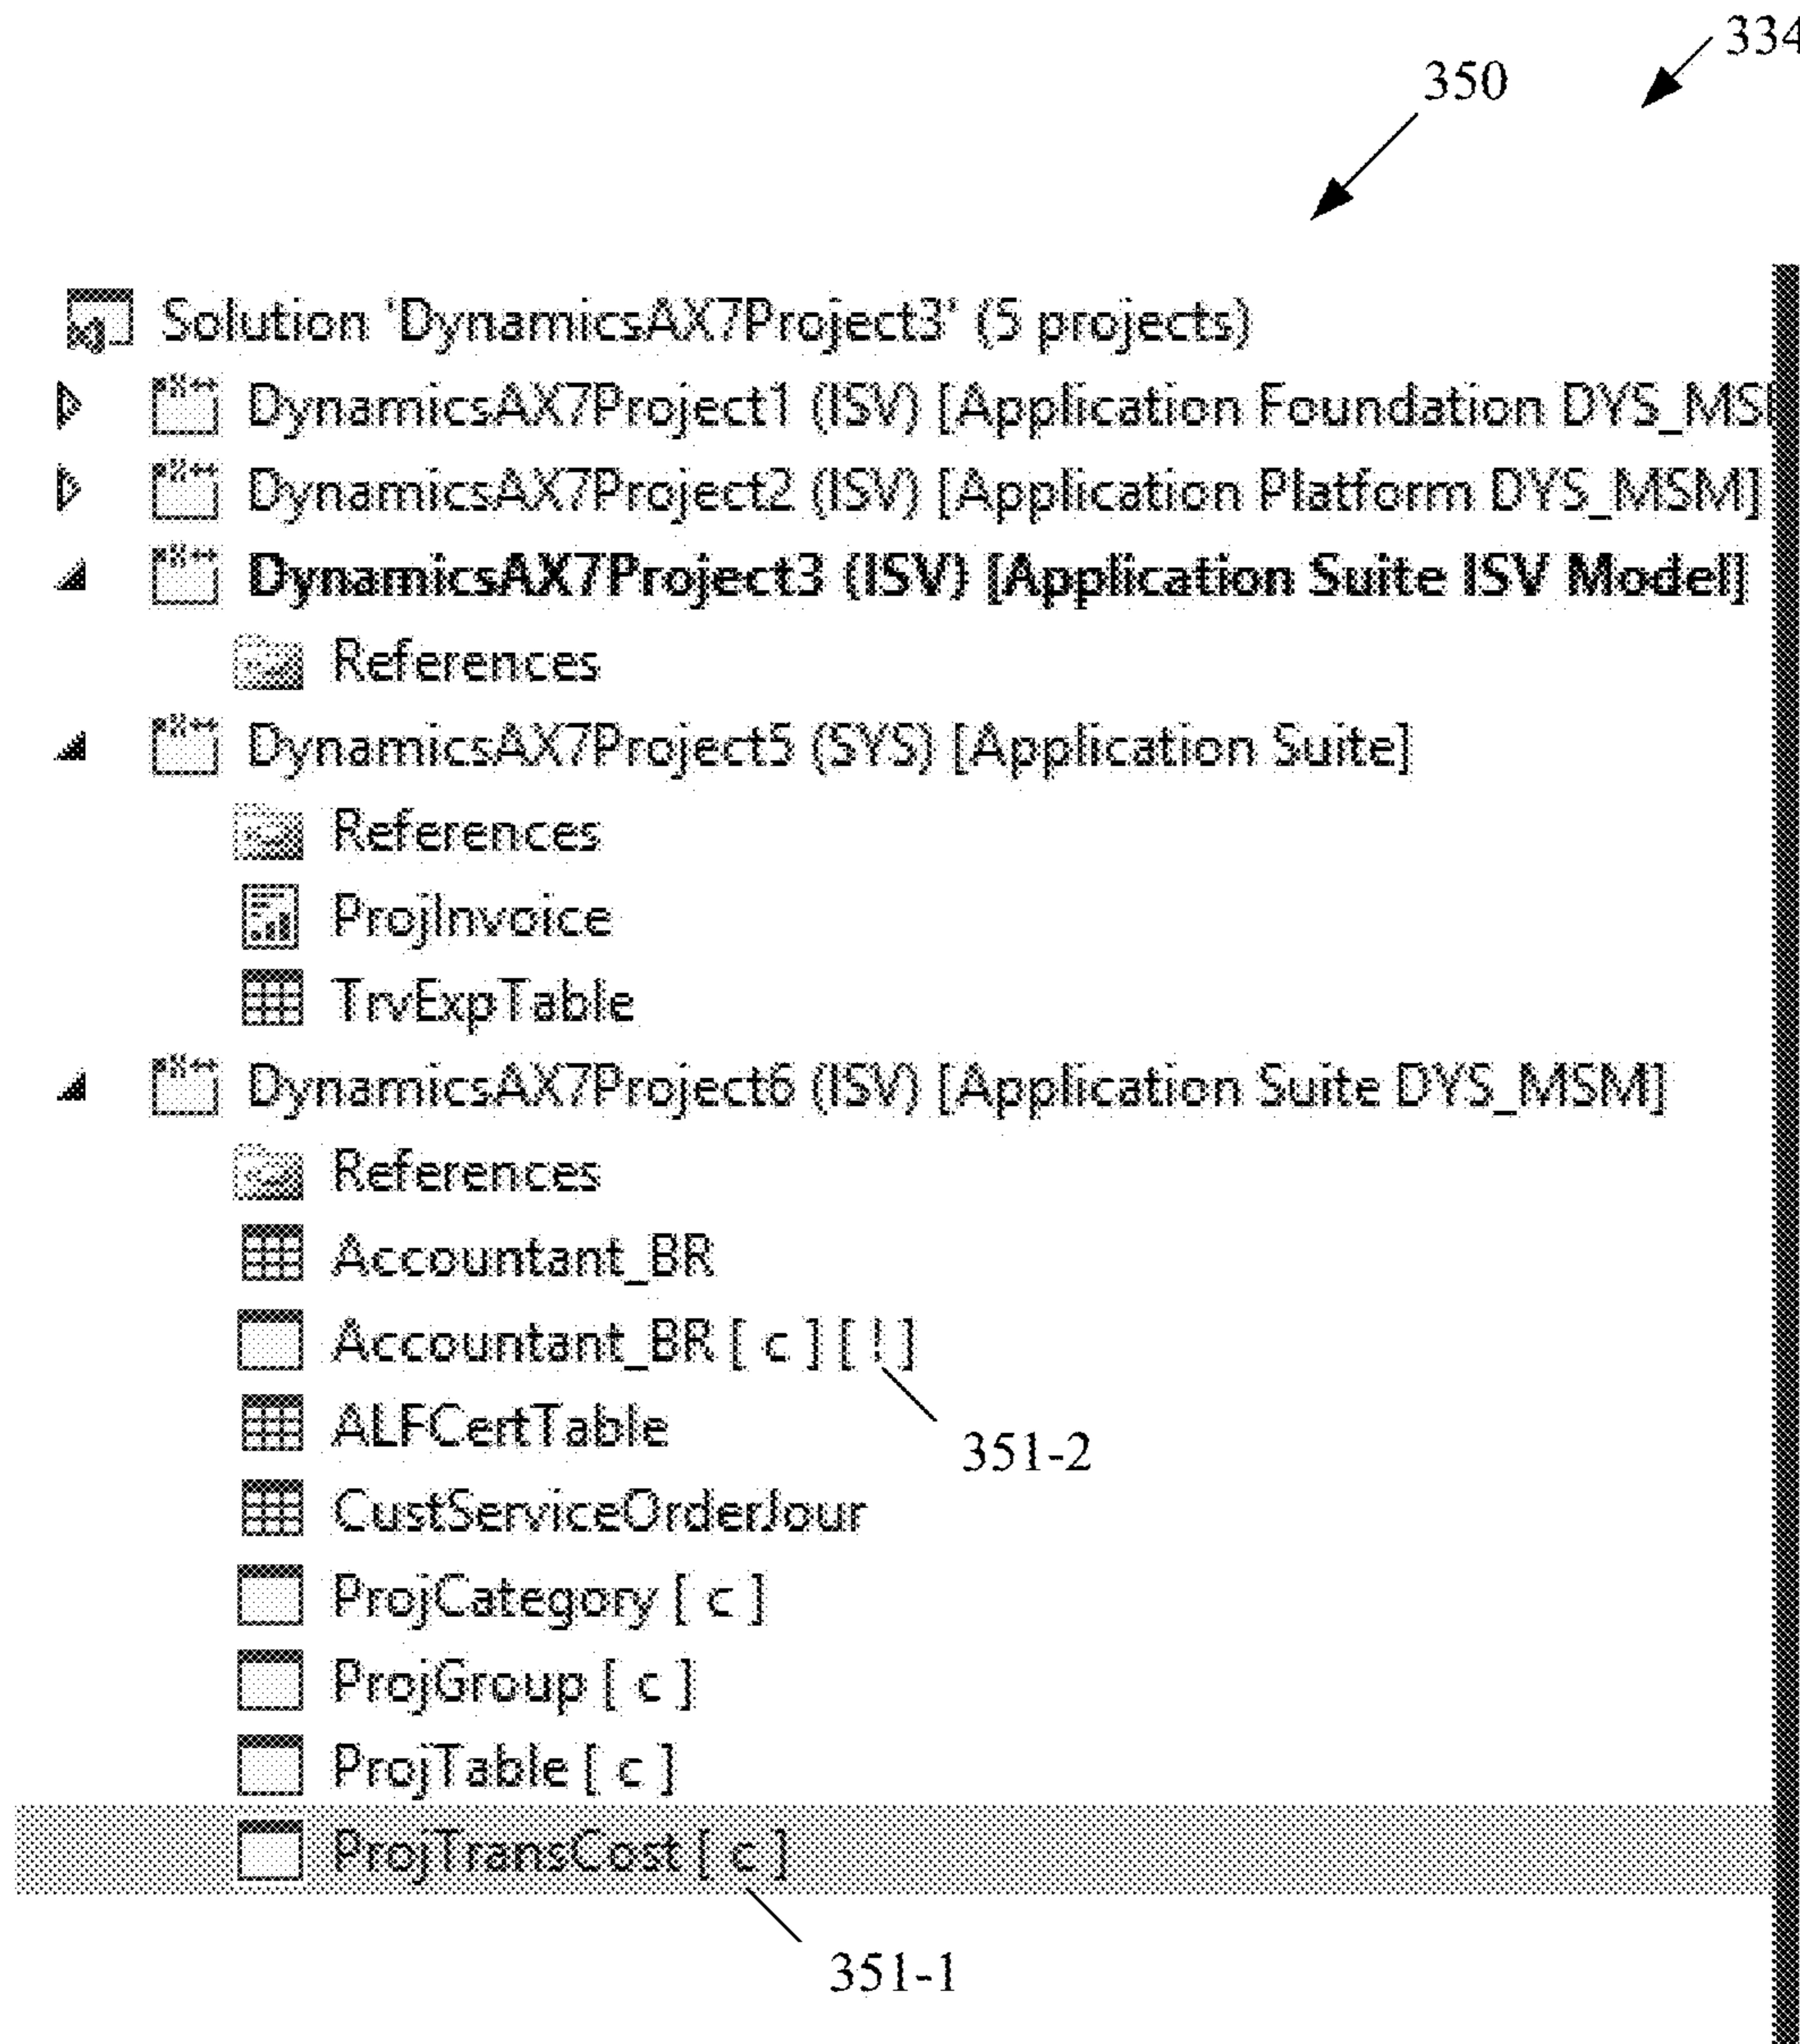 334
350
Solution 'DynamicsAX7Project3' (5 projects)
DynamicsAX7Project1 (ISV) [Application Foundation
DynamicsAX7Project2 (ISV) [Application Platform DYS_MSM]
DynamicsAX7Project3 (ISV) [Application Suite ISV Model]
References
DynamicsAX7Project5 (SYS) [Application Suite]
References
ProjInvoice
TrvExpTable
DynamicsAX7Project6 (ISV) [Application Suite DYS_MSM]
References
Accountant_BR
Accountant_BR [ c ] [ ! ]
351-2
ALFCertTable
CustServiceOrderJour
ProjCategory [ c ]
ProjGroup [ c ]
ProjTable [ c ]
ProjTransCost [ c ]
351-1